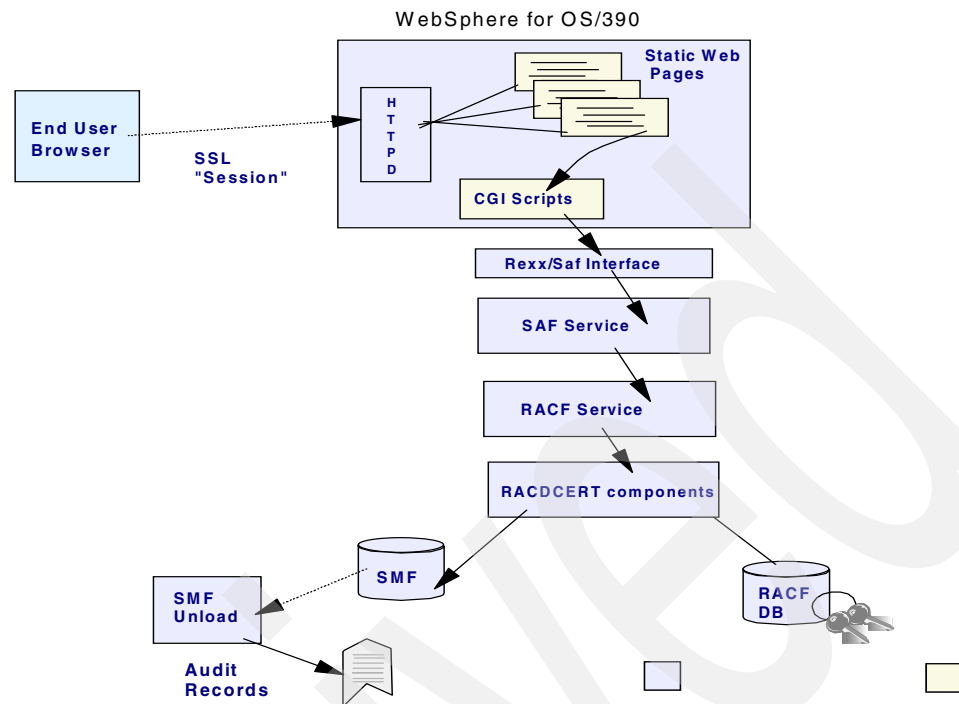 WebSphere for OS/390
Static Web
Pages
H
T
T
P
D
End User
Browser
SSL
"Session"
CGI Scripts
Rexx/Saf Interface
SAF Service
RACF Service
RACDCERT components
SMF
SMF
Unload
RACF
DB
Audit
Records